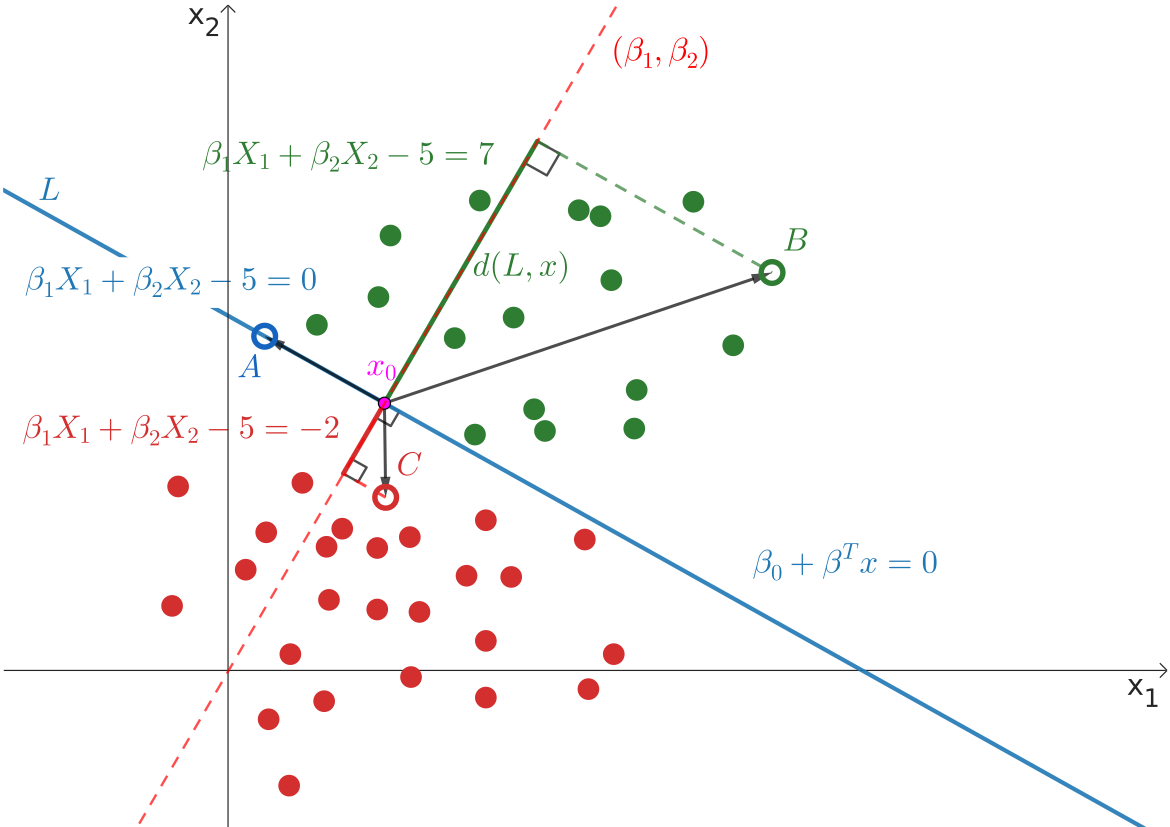 x₂
(β₁, β₂)
β₁X₁ + β₂X₂ − 5 = 7
L
B
d(L, x)
β₁X₁ + β₂X₂ − 5 = 0
A
x₀
β₁X₁ + β₂X₂ − 5 = −2
C
β₀ + βᵀx = 0
x₁